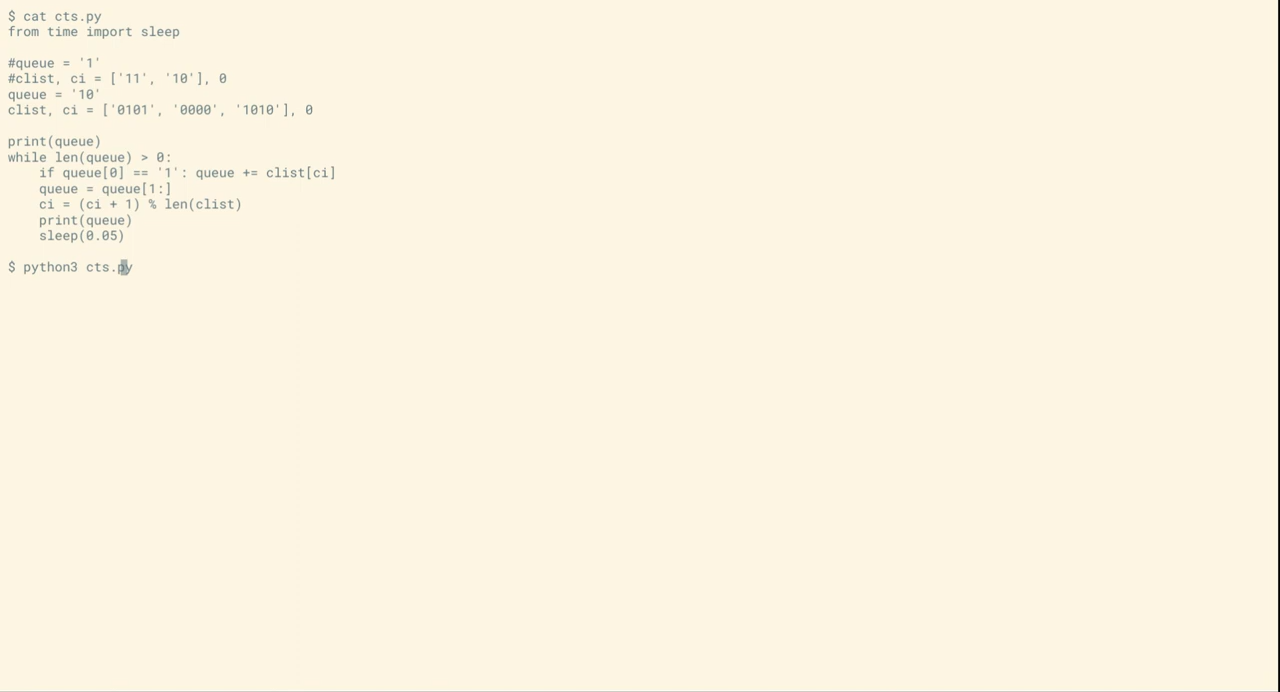 $ cat cts.py
from time import sleep

#queue = '1'
#clist, ci = ['11', '10'], 0
queue = '10'
clist, ci = ['0101', '0000', '1010'], 0

print(queue)
while len(queue) > 0:
    if queue[0] == '1': queue += clist[ci]
    queue = queue[1:]
    ci = (ci + 1) % len(clist)
    print(queue)
    sleep(0.05)

$ python3 cts.py